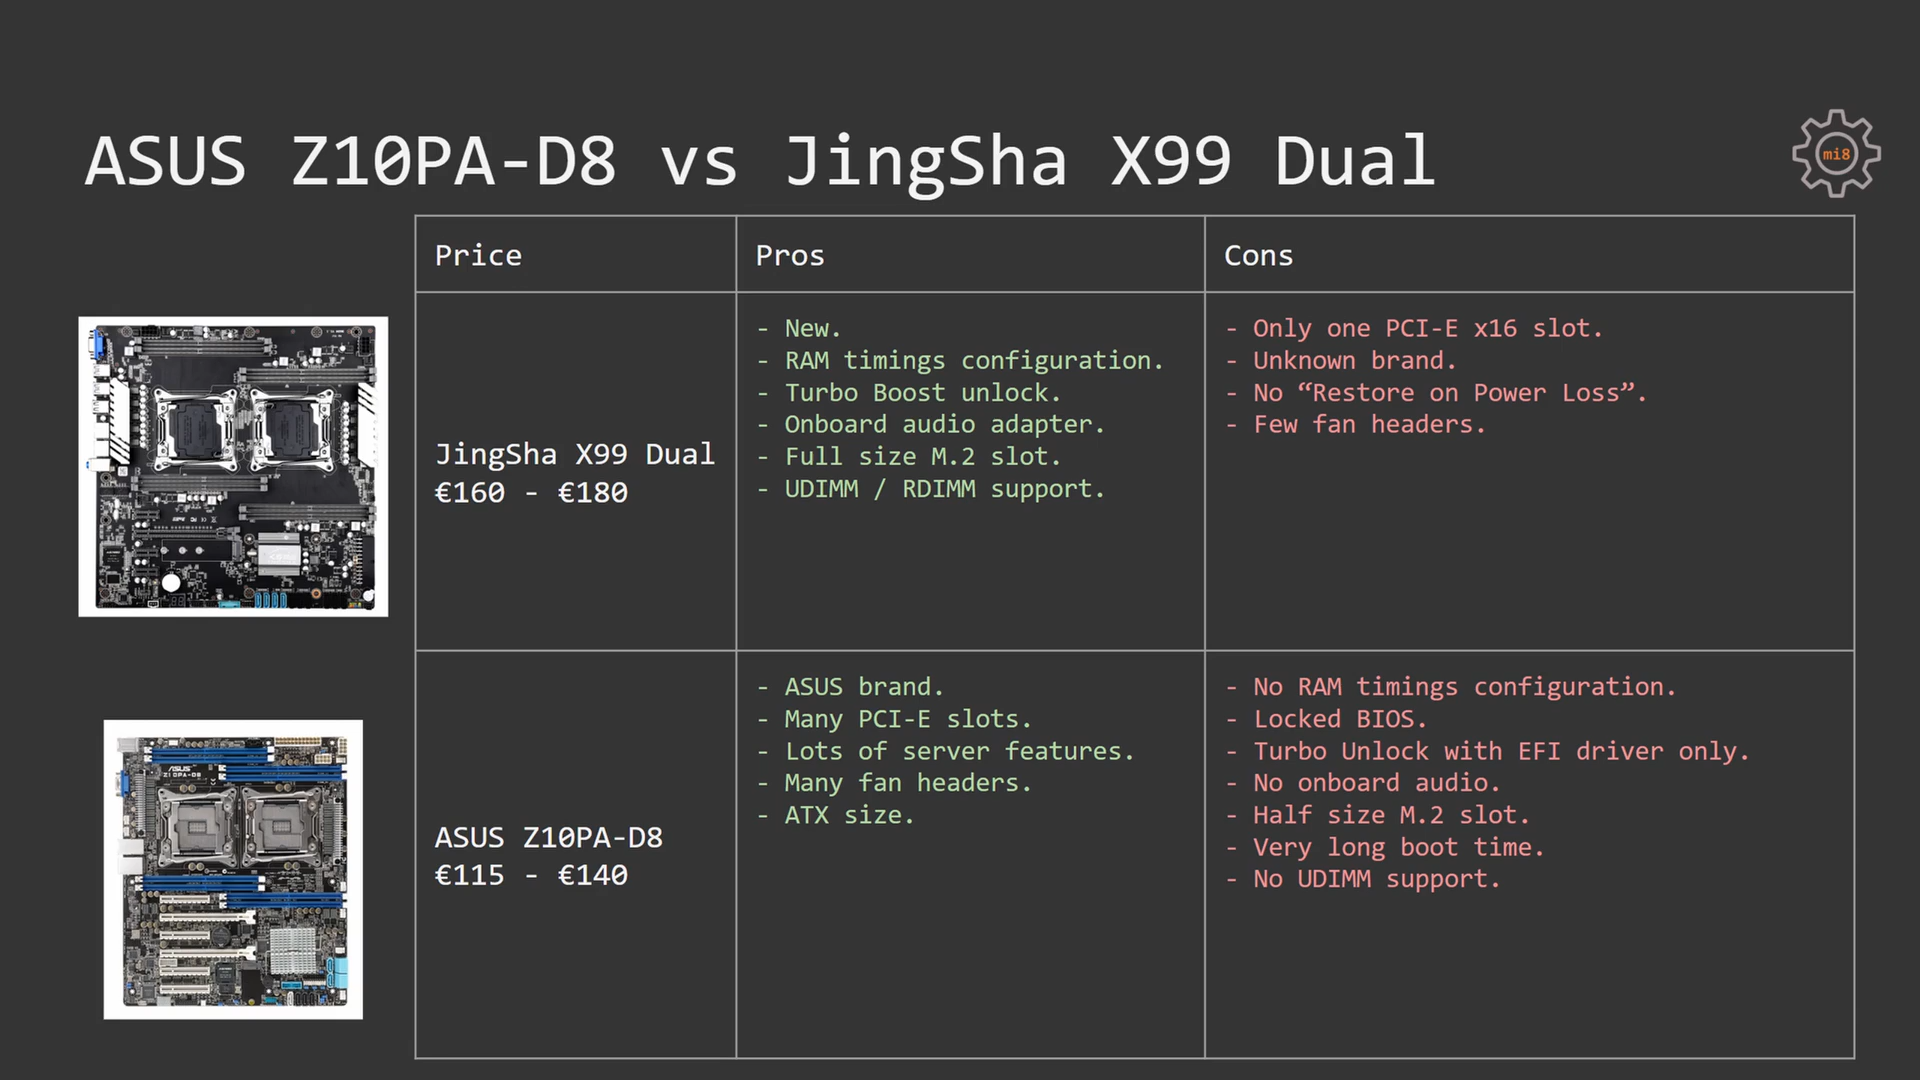 ASUS Z10PA-D8 vs JingSha X99 Dual
mi8
Price
Pros
Cons
JingSha X99 Dual
€160 - €180
- New.
- RAM timings configuration.
- Turbo Boost unlock.
- Onboard audio adapter.
- Full size M.2 slot.
- UDIMM / RDIMM support.
- Only one PCI-E x16 slot.
- Unknown brand.
- No “Restore on Power Loss”.
- Few fan headers.
ASUS
Z10PA-D8
ASUS Z10PA-D8
€115 - €140
- ASUS brand.
- Many PCI-E slots.
- Lots of server features.
- Many fan headers.
- ATX size.
- No RAM timings configuration.
- Locked BIOS.
- Turbo Unlock with EFI driver only.
- No onboard audio.
- Half size M.2 slot.
- Very long boot time.
- No UDIMM support.